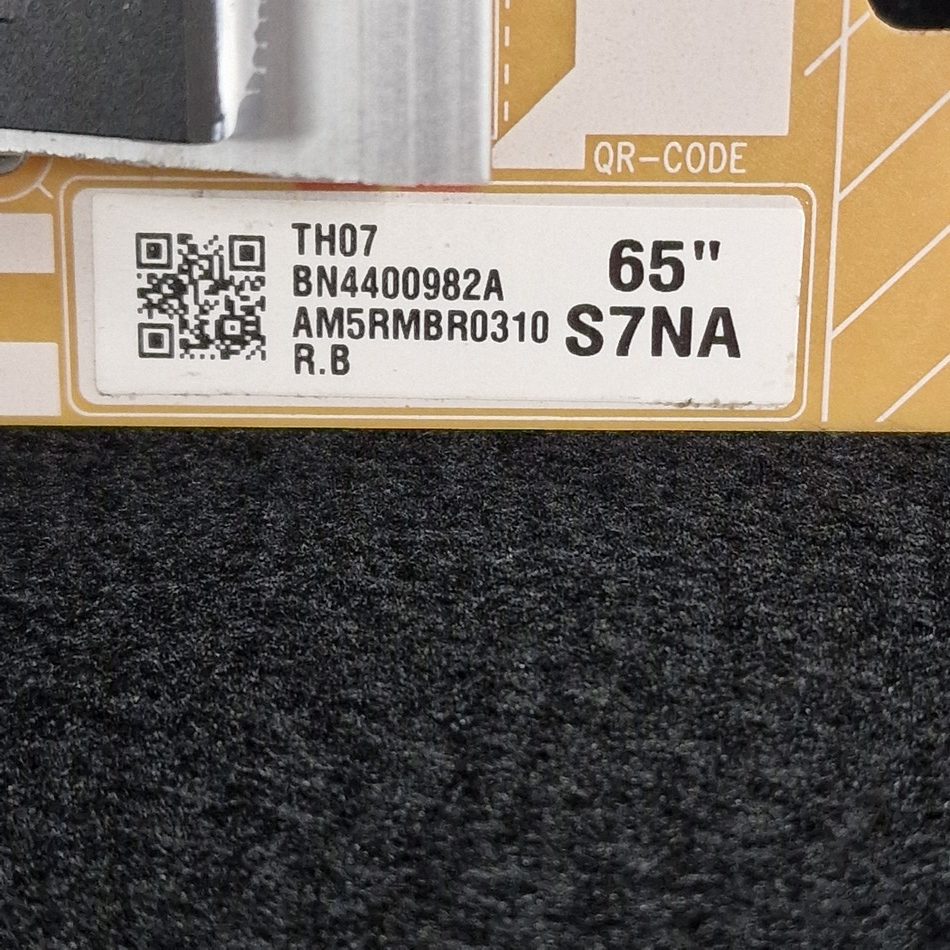 QR-CODE
TH07
BN4400982A
AM5RMBR0310
R.B
65"
S7NA